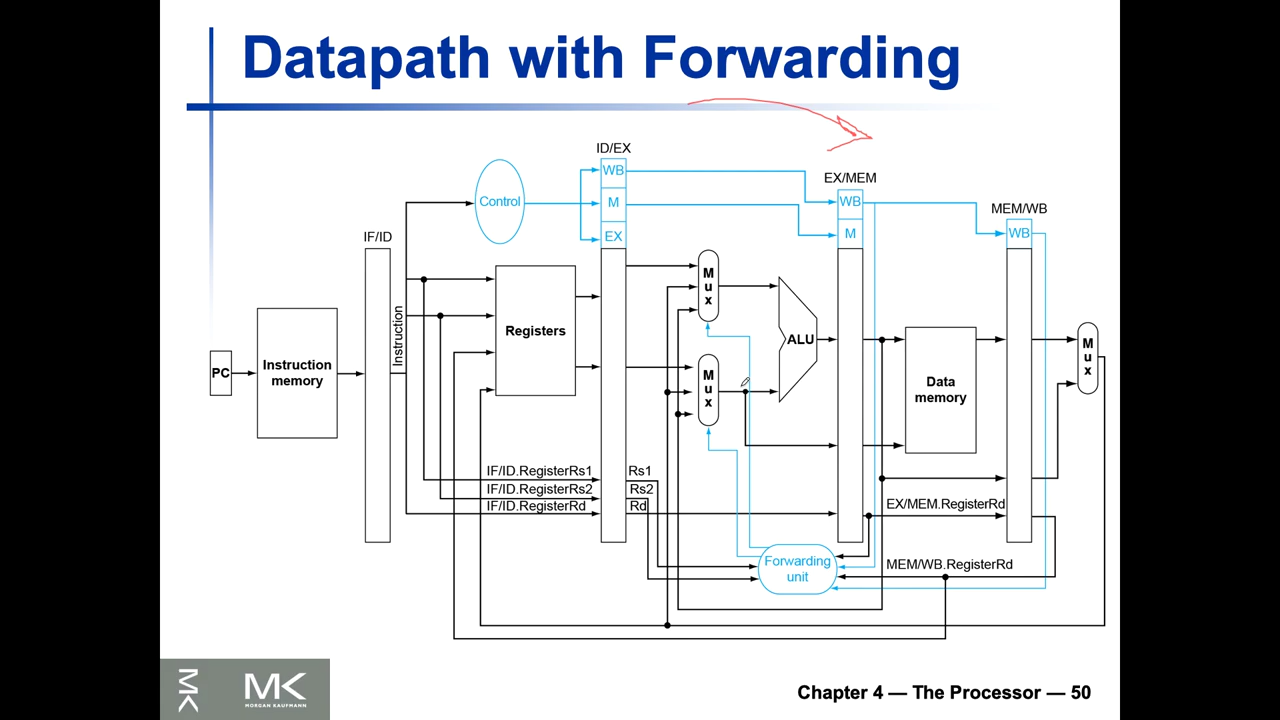 Datapath with Forwarding
ID/EX
WB
M
EX
Control
EX/MEM
WB
M
MEM/WB
WB
IF/ID
PC
Instruction
memory
Instruction
Registers
M
u
x
M
u
x
ALU
Data
memory
M
u
x
IF/ID.RegisterRs1
IF/ID.RegisterRs2
IF/ID.RegisterRd
Rs1
Rs2
Rd
EX/MEM.RegisterRd
Forwarding
unit
MEM/WB.RegisterRd
MK
MK
MORGAN KAUFMANN
Chapter 4 — The Processor — 50